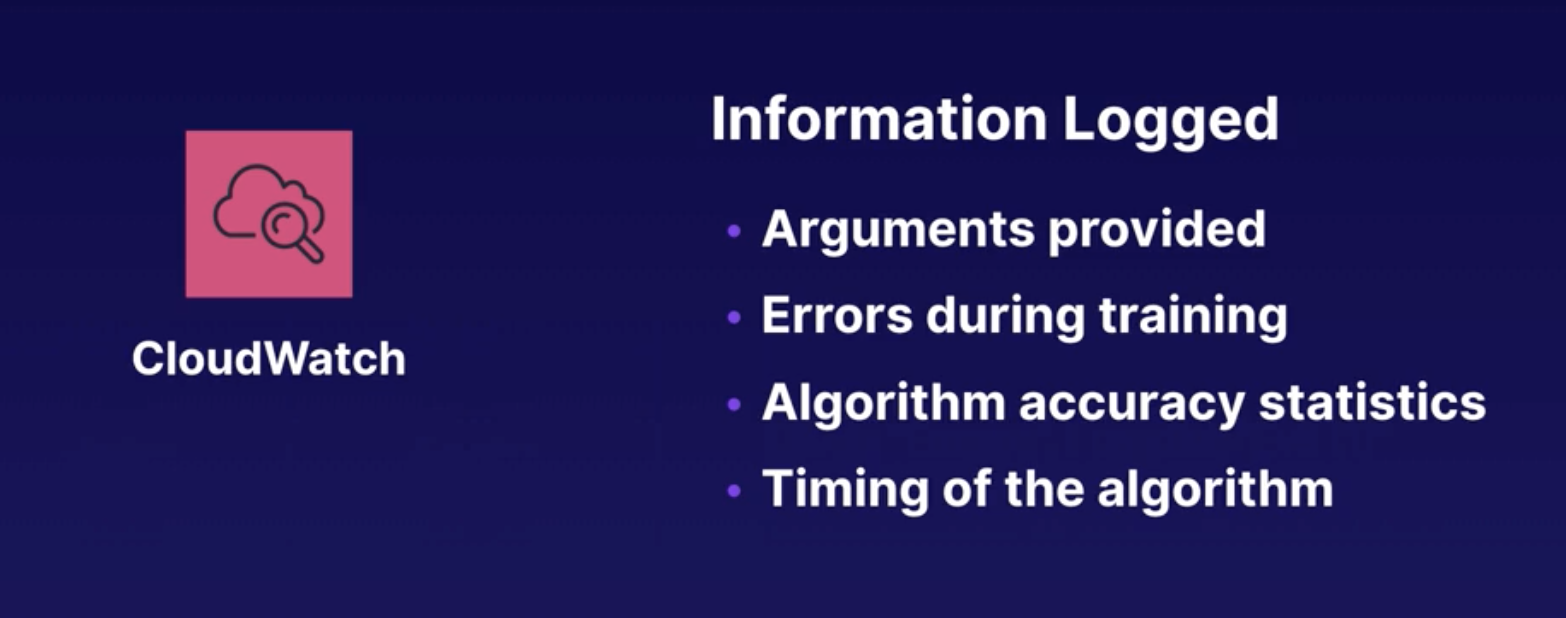 Information Logged
CloudWatch
Arguments provided
Errors during training
Algorithm accuracy statistics
Timing of the algorithm